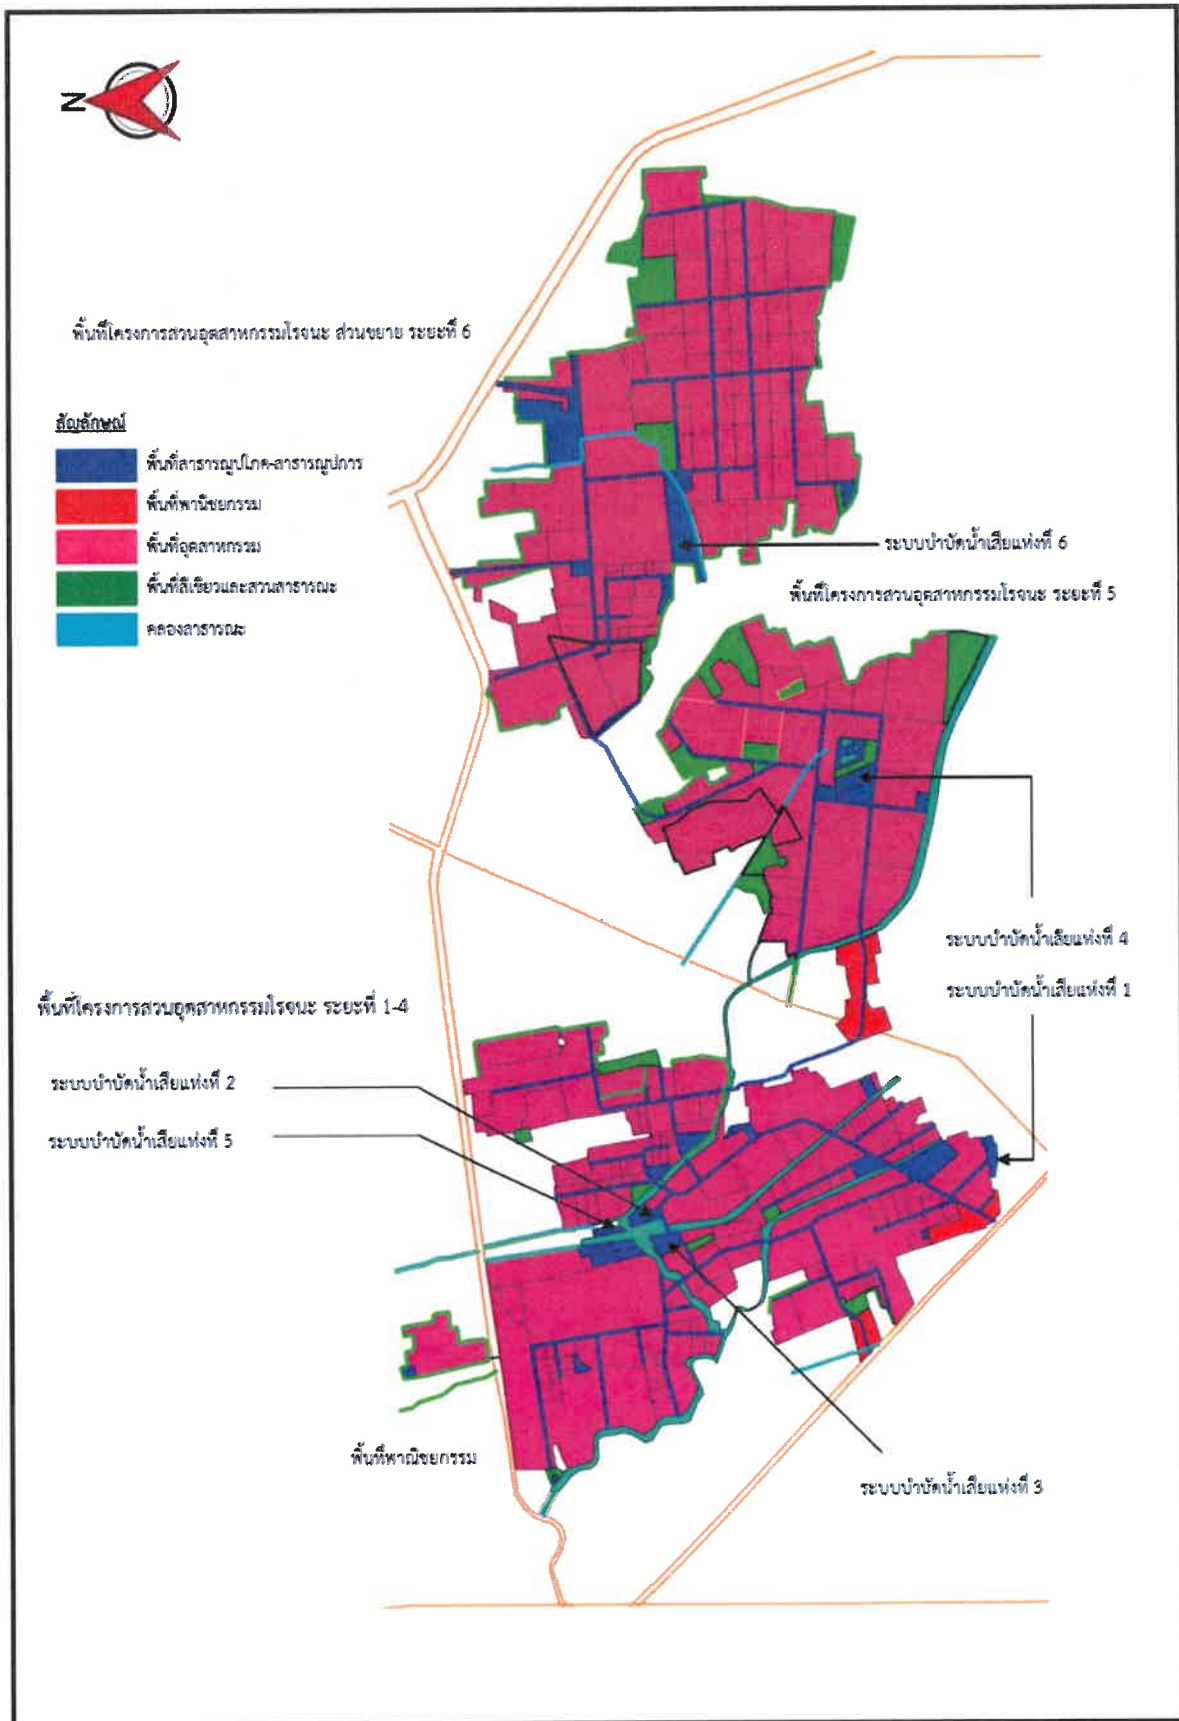 N
พื้นที่โครงการสวนอุตสาหกรรมโรจนะ ส่วนขยาย ระยะที่ 6
สัญลักษณ์
พื้นที่สาธารณูปโภค-สาธารณูปการ
พื้นที่พานิชยกรรม
พื้นที่อุตสาหกรรม
พื้นที่สีเขียวและสวนสาธารณะ
คลองสาธารณะ
ระบบบำบัดน้ำเสียแห่งที่ 6
พื้นที่โครงการสวนอุตสาหกรรมโรจนะ ระยะที่ 5
ระบบบำบัดน้ำเสียแห่งที่ 4
ระบบบำบัดน้ำเสียแห่งที่ 1
พื้นที่โครงการสวนอุตสาหกรรมโรจนะ ระยะที่ 1-4
ระบบบำบัดน้ำเสียแห่งที่ 2
ระบบบำบัดน้ำเสียแห่งที่ 5
พื้นที่พาณิชยกรรม
ระบบบำบัดน้ำเสียแห่งที่ 3